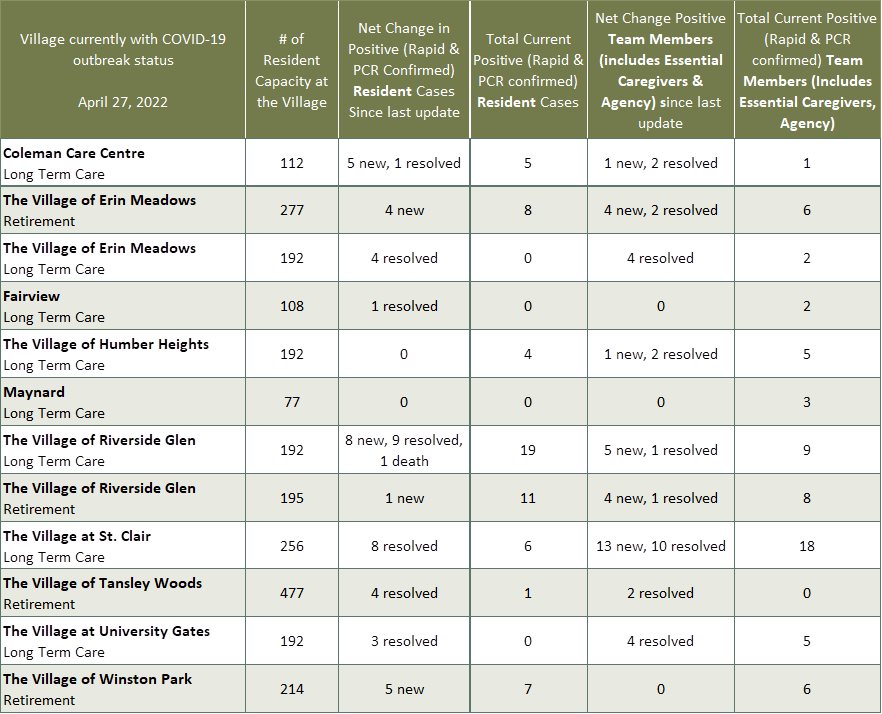 Village currently with COVID-19
outbreak status
April 27, 2022
# of
Resident
Capacity at
the Village
Net Change in
Positive (Rapid &
PCR Confirmed)
Resident Cases
Since last update
Total Current
Positive (Rapid &
PCR confirmed)
Resident Cases
Net Change Positive
Team Members
(includes Essential
Caregivers &
Agency) since last
update
Total Current Positive
(Rapid & PCR
confirmed) Team
Members (Includes
Essential Caregivers,
Agency)
Coleman Care Centre
Long Term Care
112
5 new, 1 resolved
5
1 new, 2 resolved
1
The Village of Erin Meadows
Retirement
277
4 new
8
4 new, 2 resolved
6
The Village of Erin Meadows
Long Term Care
192
4 resolved
0
4 resolved
2
Fairview
Long Term Care
108
1 resolved
0
0
2
The Village of Humber Heights
Long Term Care
192
0
4
1 new, 2 resolved
5
Maynard
Long Term Care
77
0
0
0
3
The Village of Riverside Glen
Long Term Care
192
8 new, 9 resolved,
1 death
19
5 new, 1 resolved
9
The Village of Riverside Glen
Retirement
195
1 new
11
4 new, 1 resolved
8
The Village at St. Clair
Long Term Care
256
8 resolved
6
13 new, 10 resolved
18
The Village of Tansley Woods
Retirement
477
4 resolved
1
2 resolved
0
The Village at University Gates
Long Term Care
192
3 resolved
0
4 resolved
5
The Village of Winston Park
Retirement
214
5 new
7
0
6